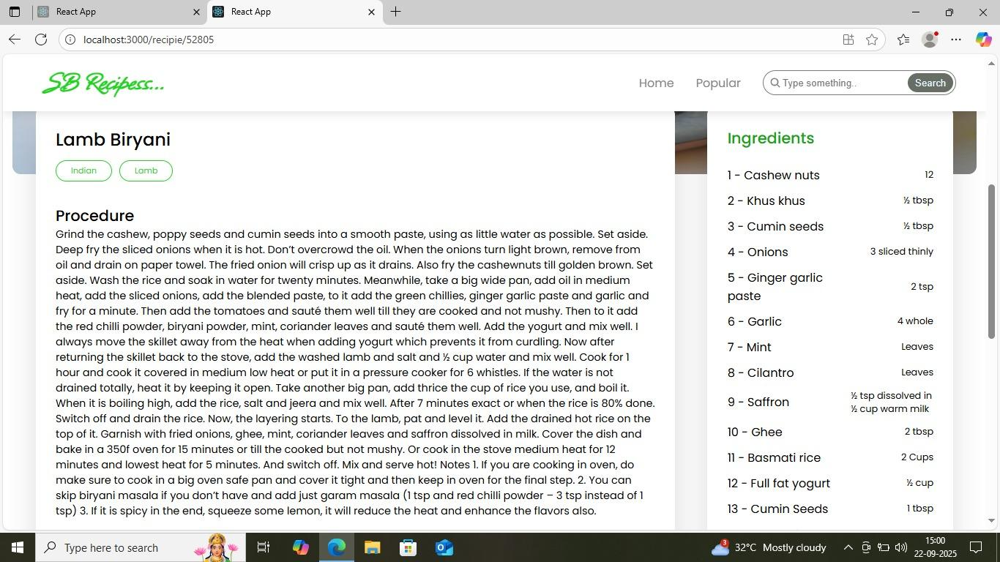 React App
React App
localhost:3000/recipie/52805
SB Recipess...
Home
Popular
Type something..
Search
Lamb Biryani
Indian
Lamb
Procedure
Grind the cashew, poppy seeds and cumin seeds into a smooth paste, using as little water as possible. Set aside.
Deep fry the sliced onions when it is hot. Don’t overcrowd the oil. When the onions turn light brown, remove from
oil and drain on paper towel. The fried onion will crisp up as it drains. Also fry the cashewnuts till golden brown. Set
aside. Wash the rice and soak in water for twenty minutes. Meanwhile, take a big wide pan, add oil in medium
heat, add the sliced onions, add the blended paste, to it add the green chillies, ginger garlic paste and garlic and
fry for a minute. Then add the tomatoes and sauté them well till they are cooked and not mushy. Then to it add
the red chilli powder, biryani powder, mint, coriander leaves and sauté them well. Add the yogurt and mix well. I
always move the skillet away from the heat when adding yogurt which prevents it from curdling. Now after
returning the skillet back to the stove, add the washed lamb and salt and ½ cup water and mix well. Cook for 1
hour and cook it covered in medium low heat or put it in a pressure cooker for 6 whistles. If the water is not
drained totally, heat it by keeping it open. Take another big pan, add thrice the cup of rice you use, and boil it.
When it is boiling high, add the rice, salt and jeera and mix well. After 7 minutes exact or when the rice is 80% done.
Switch off and drain the rice. Now, the layering starts. To the lamb, pat and level it. Add the drained hot rice on the
top of it. Garnish with fried onions, ghee, mint, coriander leaves and saffron dissolved in milk. Cover the dish and
bake in a 350f oven for 15 minutes or till the cooked but not mushy. Or cook in the stove medium heat for 12
minutes and lowest heat for 5 minutes. And switch off. Mix and serve hot! Notes 1. If you are cooking in oven, do
make sure to cook in a big oven safe pan and cover it tight and then keep in oven for the final step. 2. You can
skip biryani masala if you don’t have and add just garam masala (1 tsp and red chilli powder – 3 tsp instead of 1
tsp) 3. If it is spicy in the end, squeeze some lemon, it will reduce the heat and enhance the flavors also.
Ingredients
1 - Cashew nuts 12
2 - Khus khus ½ tbsp
3 - Cumin seeds ½ tbsp
4 - Onions 3 sliced thinly
5 - Ginger garlic
paste 2 tsp
6 - Garlic 4 whole
7 - Mint Leaves
8 - Cilantro Leaves
9 - Saffron ½ tsp dissolved in
½ cup warm milk
10 - Ghee 2 tbsp
11 - Basmati rice 2 Cups
12 - Full fat yogurt ½ cup
13 - Cumin Seeds 1 tbsp
Type here to search
3
32°C Mostly cloudy
15:00
22-09-2025